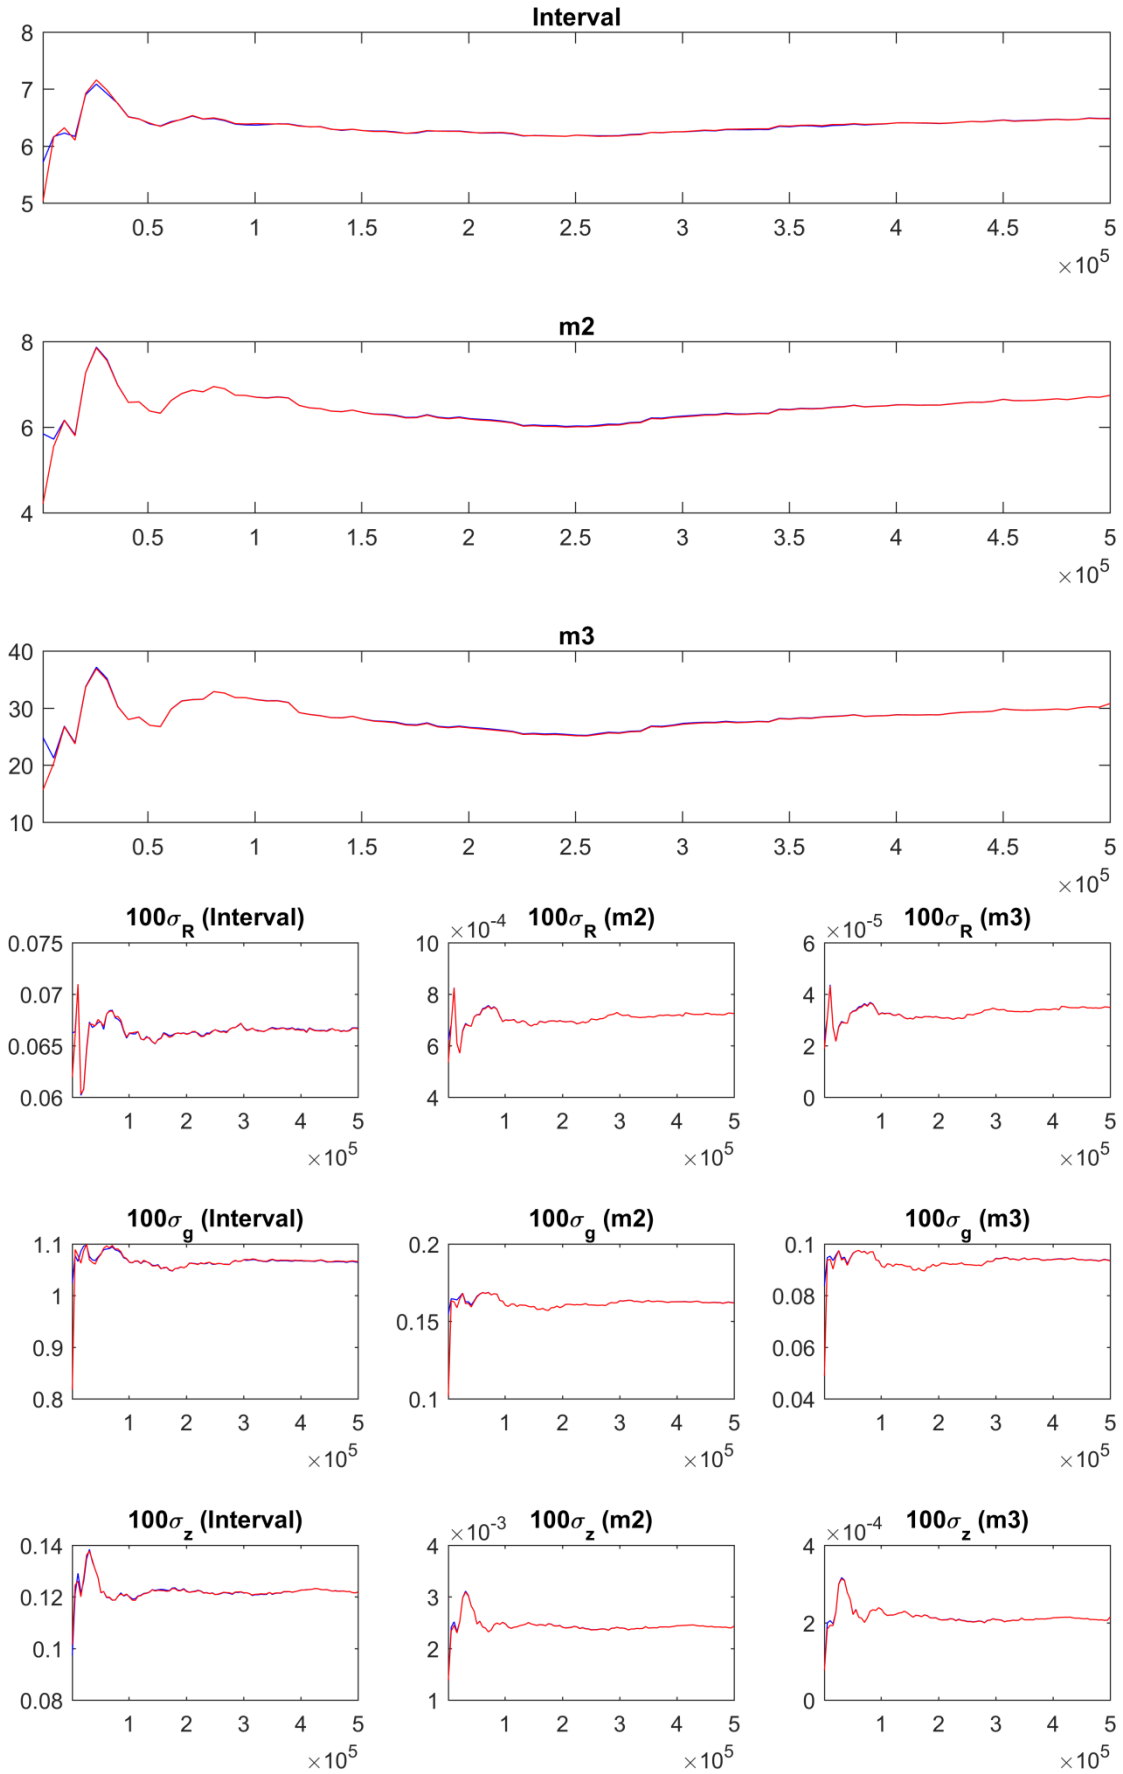 Interval
8
7
6
5
0.5 1 1.5 2 2.5 3 3.5 4 4.5 5
×10^5
m2
8
6
4
0.5 1 1.5 2 2.5 3 3.5 4 4.5 5
×10^5
m3
40
30
20
10
0.5 1 1.5 2 2.5 3 3.5 4 4.5 5
×10^5
100σ_R (Interval) ×10^-4 100σ_R (m2) ×10^-5 100σ_R (m3)
0.075 10 6
0.07 8 4
0.065 6 2
0.06 4 0
1 2 3 4 5 1 2 3 4 5 1 2 3 4 5
×10^5 ×10^5 ×10^5
100σ_g (Interval) 100σ_g (m2) 100σ_g (m3)
1.1 0.2 0.1
1 0.08
0.15
0.9 0.06
0.8 0.1 0.04
1 2 3 4 5 1 2 3 4 5 1 2 3 4 5
×10^5 ×10^5 ×10^5
100σ_z (Interval) ×10^-3 100σ_z (m2) ×10^-4 100σ_z (m3)
0.14 4 4
0.12 3
2
0.1 2
0.08 1 0
1 2 3 4 5 1 2 3 4 5 1 2 3 4 5
×10^5 ×10^5 ×10^5